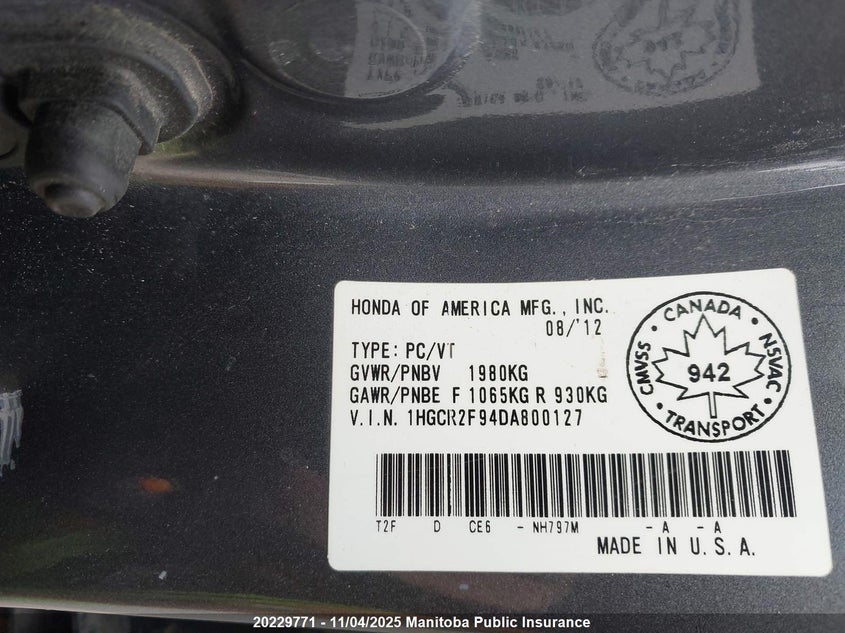 HONDA OF AMERICA MFG., INC.
08/'12
TYPE: PC/VT
GVWR/PNBV 1980KG
GAWR/PNBE F 1065KG R 930KG
V.I.N. 1HGCR2F94DA800127
CANADA
CMVSS
NSVAC
942
TRANSPORT
T2F D CE6 - NH797M - A - A
MADE IN U.S.A.
20229771 - 11/04/2025 Manitoba Public Insurance